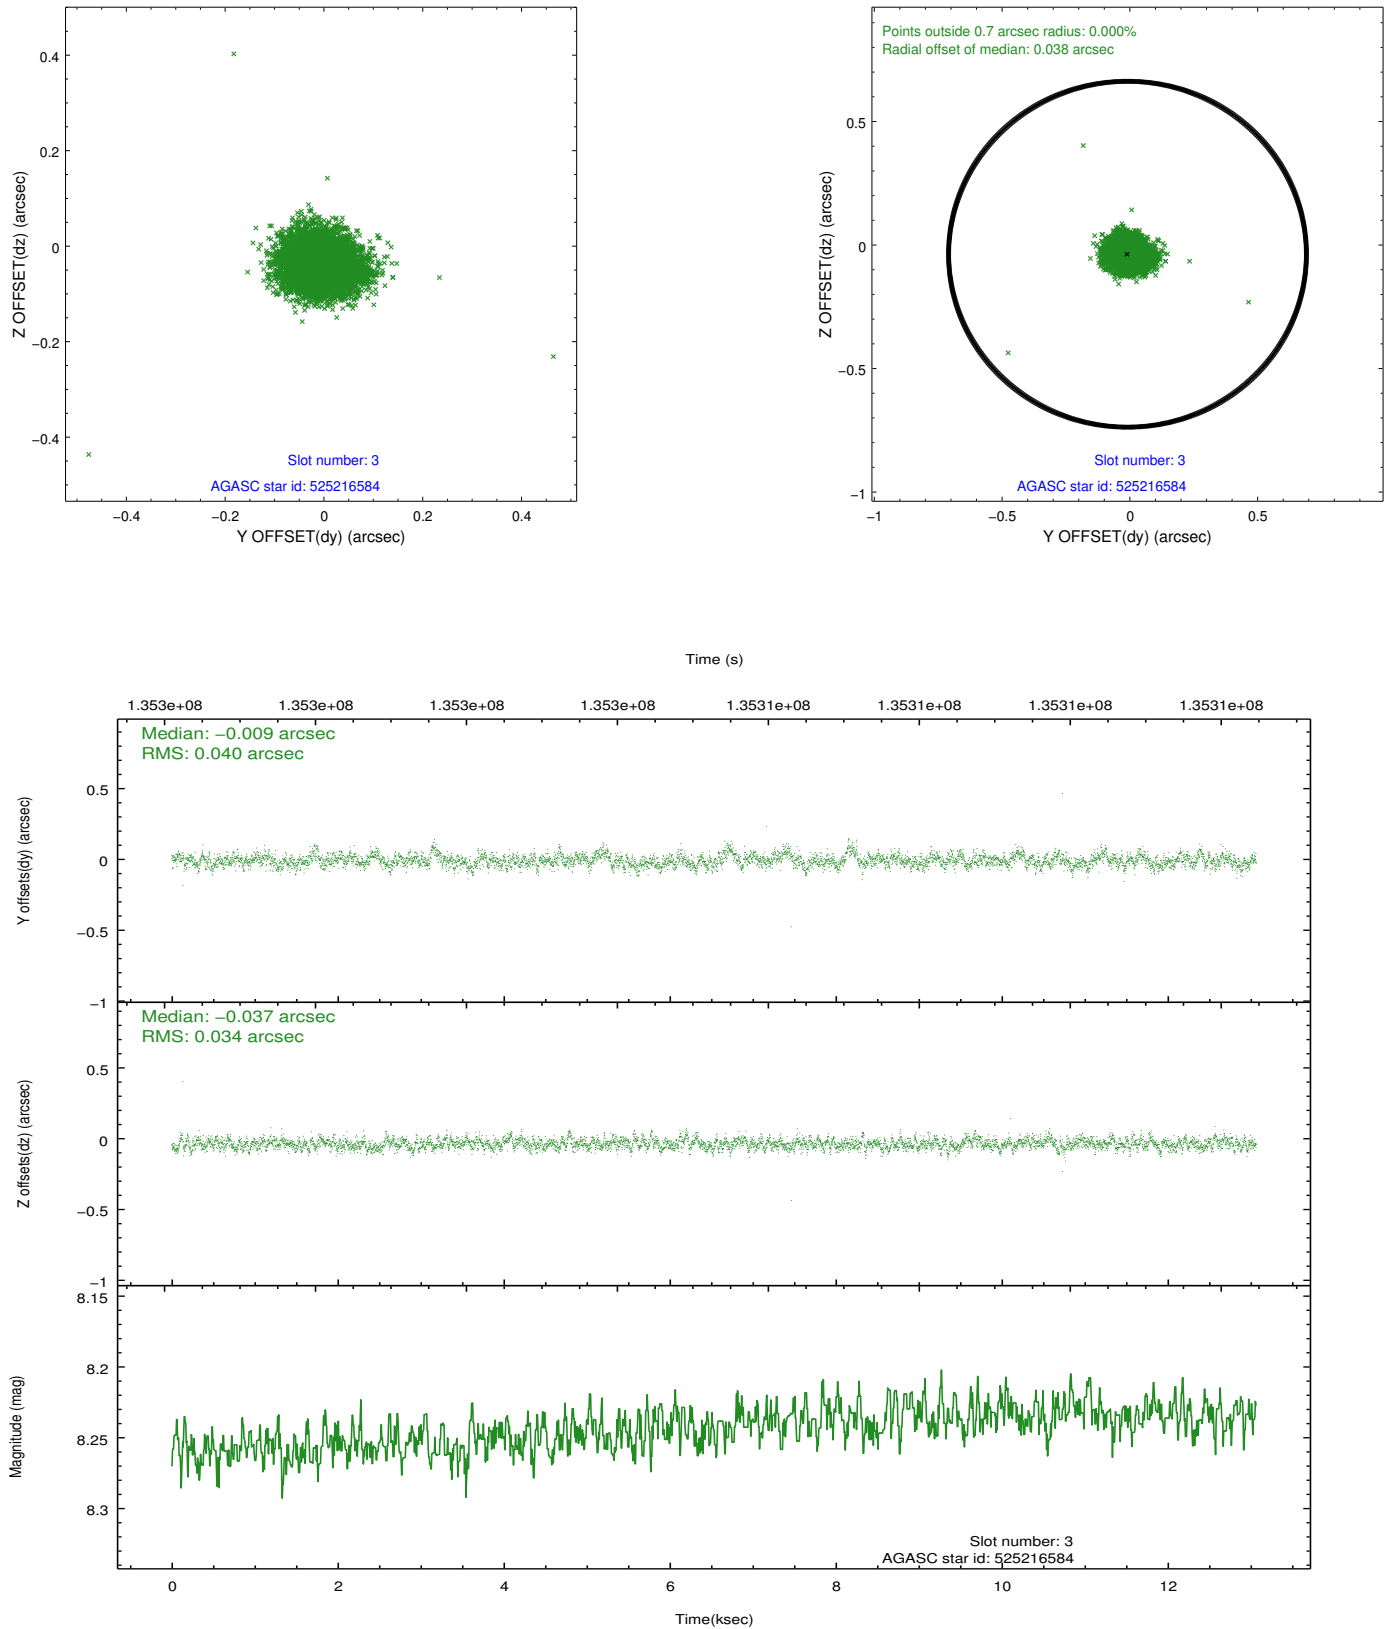 0.4
0.2
0
−0.2
−0.4
Z OFFSET(dz) (arcsec)
Slot number: 3
AGASC star id: 525216584
−0.4 −0.2 0 0.2 0.4
Y OFFSET(dy) (arcsec)
Points outside 0.7 arcsec radius: 0.000%
Radial offset of median: 0.038 arcsec
0.5
0
−0.5
−1
Z OFFSET(dz) (arcsec)
Slot number: 3
AGASC star id: 525216584
−1 −0.5 0 0.5
Y OFFSET(dy) (arcsec)
Time (s)
1.353e+08 1.353e+08 1.353e+08 1.353e+08 1.3531e+08 1.3531e+08 1.3531e+08 1.3531e+08
Median: −0.009 arcsec
RMS: 0.040 arcsec
0.5
0
−0.5
−1
Y offsets(dy) (arcsec)
Median: −0.037 arcsec
RMS: 0.034 arcsec
0.5
0
−0.5
−1
Z offsets(dz) (arcsec)
8.15
8.2
8.25
8.3
Magnitude (mag)
Slot number: 3
AGASC star id: 525216584
0 2 4 6 8 10 12
Time(ksec)